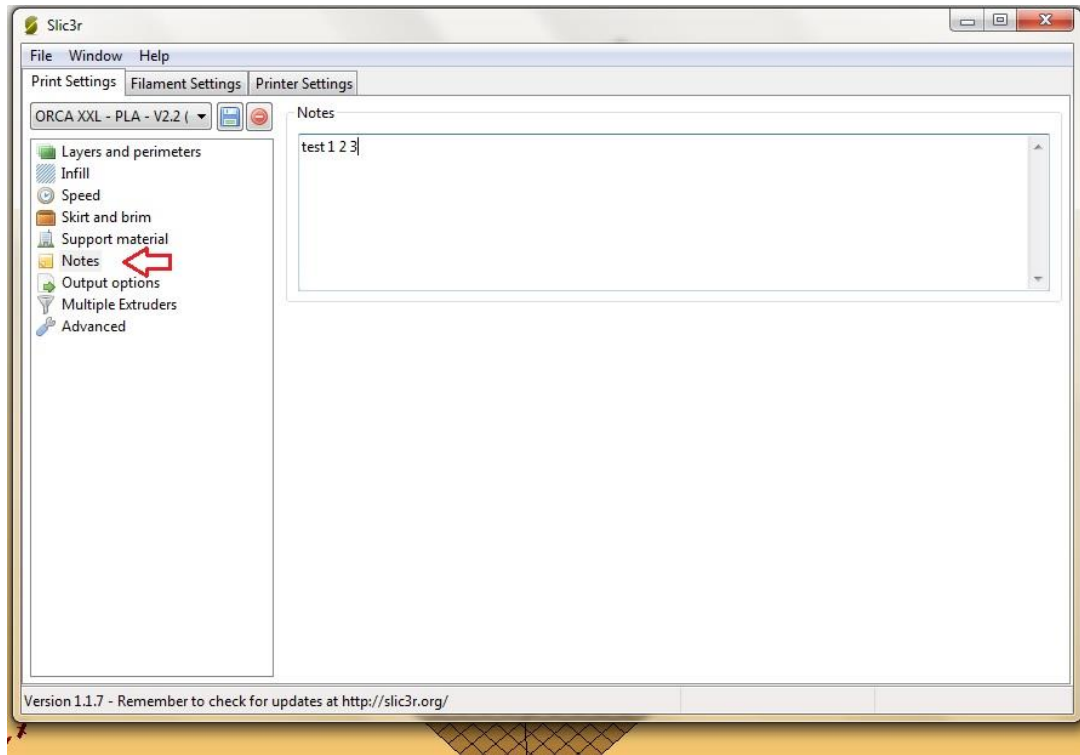 Slic3r
File Window Help
Print Settings Filament Settings Printer Settings
ORCA XXL - PLA - V2.2 (
Notes
Layers and perimeters
test 1 2 3
Infill
Speed
Skirt and brim
Support material
Notes
Output options
Multiple Extruders
Advanced
Version 1.1.7 - Remember to check for updates at http://slic3r.org/